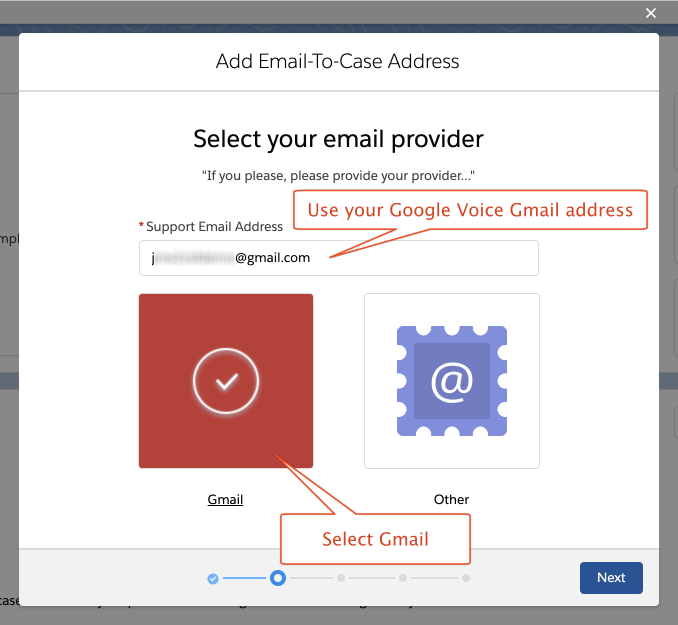 Add Email-To-Case Address
Select your email provider
"If you please, please provide your provider..."
Use your Google Voice Gmail address
*Support Email Address
@gmail.com
@
Gmail
Other
Select Gmail
Next